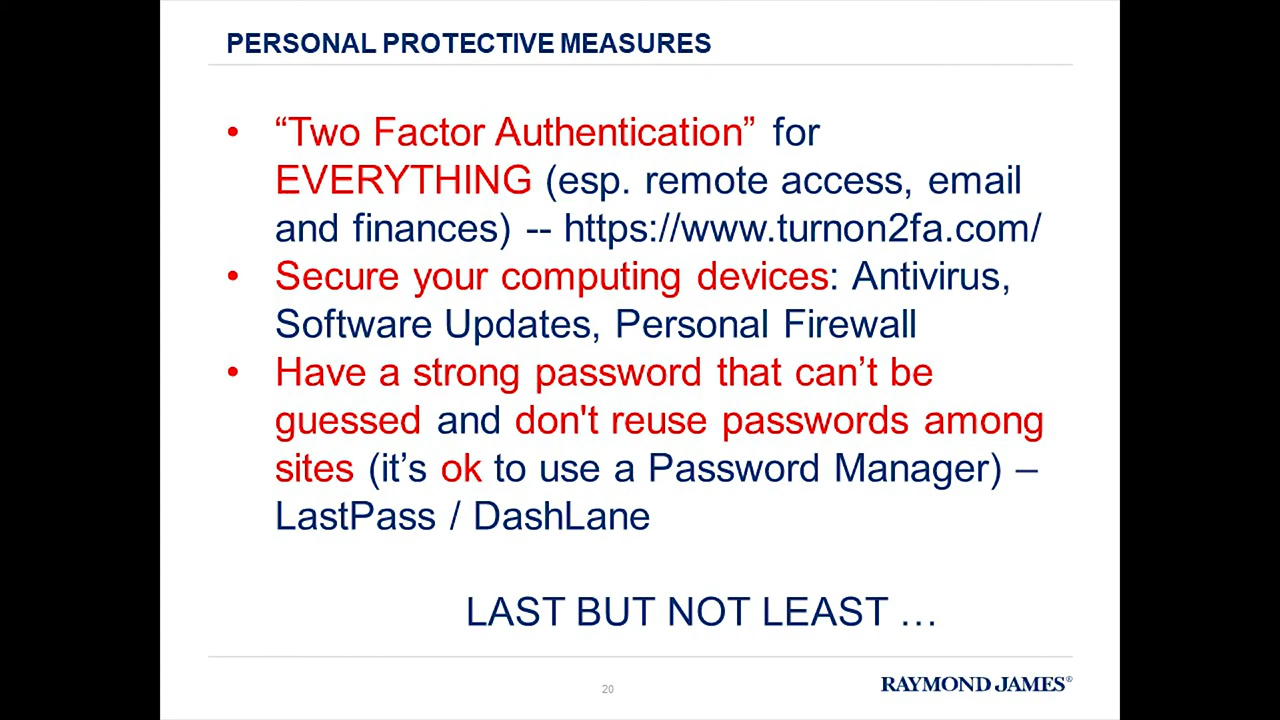 PERSONAL PROTECTIVE MEASURES
• “Two Factor Authentication” for
EVERYTHING (esp. remote access, email
and finances) -- https://www.turnon2fa.com/
• Secure your computing devices: Antivirus,
Software Updates, Personal Firewall
• Have a strong password that can’t be
guessed and don't reuse passwords among
sites (it’s ok to use a Password Manager) –
LastPass / DashLane
LAST BUT NOT LEAST …
20
RAYMOND JAMES®